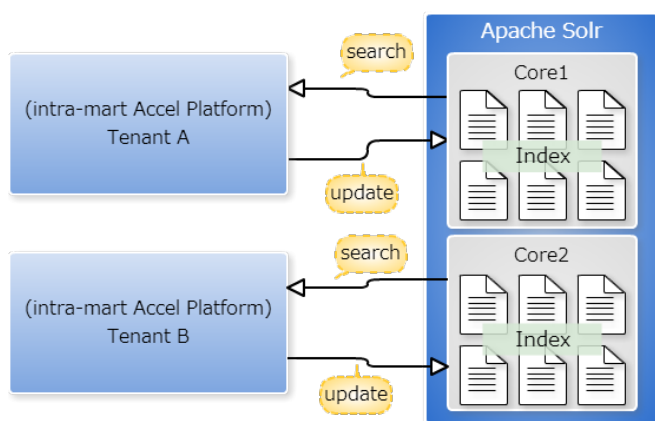 Apache Solr
search
Core1
(intra-mart Accel Platform)
Tenant A
Index
update
search
Core2
(intra-mart Accel Platform)
Tenant B
Index
update